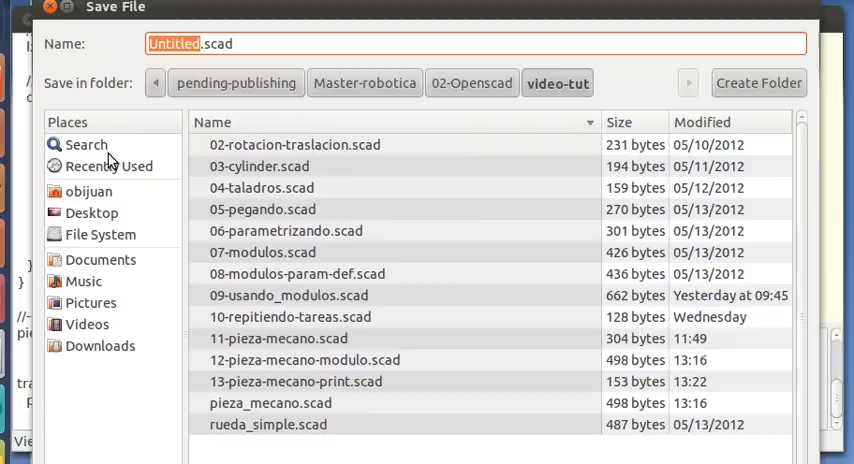 Save File
Name: Untitled.scad
Save in folder: pending-publishing Master-robotica 02-Openscad video-tut Create Folder
Places Name Size Modified
Search 02-rotacion-traslacion.scad 231 bytes 05/10/2012
Recently Used 03-cylinder.scad 194 bytes 05/11/2012
04-taladros.scad 159 bytes 05/12/2012
obijuan
05-pegando.scad 270 bytes 05/13/2012
Desktop
06-parametrizando.scad 301 bytes 05/13/2012
File System
07-modulos.scad 426 bytes 05/13/2012
Documents
08-modulos-param-def.scad 436 bytes 05/13/2012
Music
09-usando_modulos.scad 662 bytes Yesterday at 09:45
Pictures
10-repitiendo-tareas.scad 128 bytes Wednesday
Videos
11-pieza-mecano.scad 304 bytes 11:49
Downloads
12-pieza-mecano-modulo.scad 498 bytes 13:16
13-pieza-mecano-print.scad 153 bytes 13:22
pieza_mecano.scad 498 bytes 13:16
rueda_simple.scad 487 bytes 05/13/2012
}
}
//-
pie
tra
p
Vie